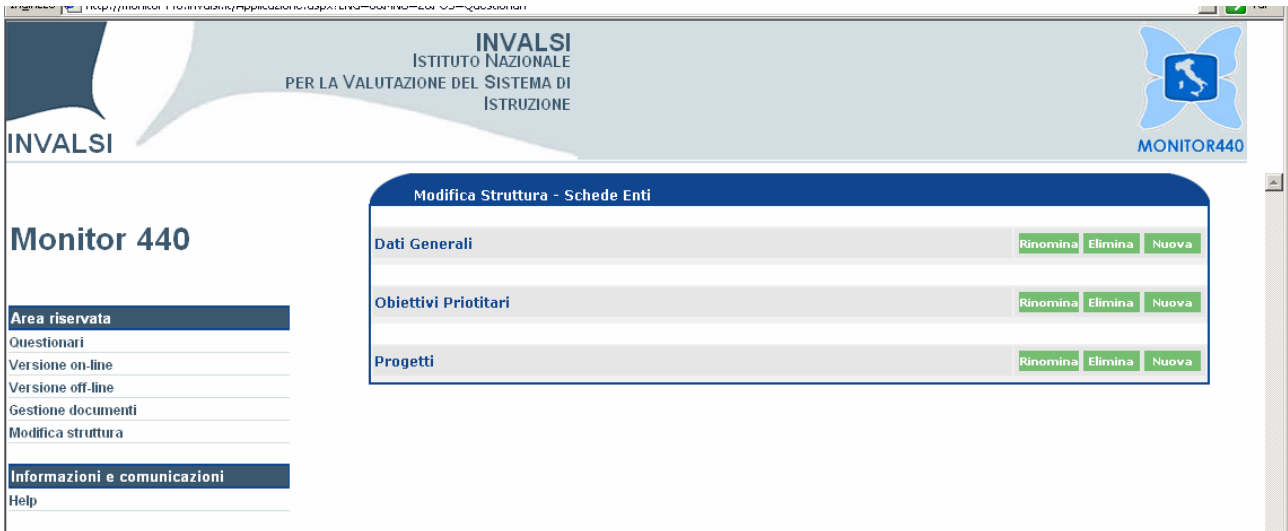 INVALSI
ISTITUTO NAZIONALE
PER LA VALUTAZIONE DEL SISTEMA DI
ISTRUZIONE
INVALSI
MONITOR440
Modifica Struttura - Schede Enti
Monitor 440
Dati Generali Rinomina Elimina Nuova
Obiettivi Priotitari Rinomina Elimina Nuova
Area riservata
Questionari
Progetti Rinomina Elimina Nuova
Versione on-line
Versione off-line
Gestione documenti
Modifica struttura
Informazioni e comunicazioni
Help